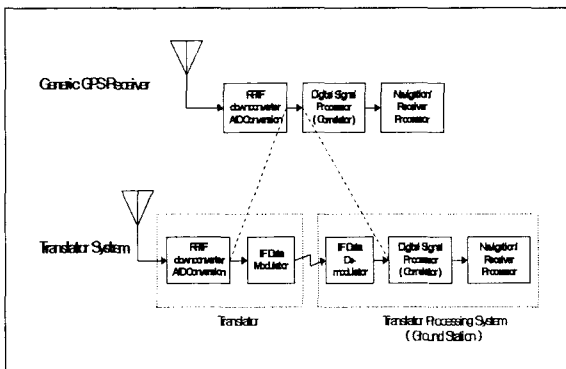 Generic GPS Receiver
RF/IF
downconverter
A/D Conversion
Digital Signal
Processor
(Correlator)
Navigation/
Receiver
Processor
Translator System
RF/IF
downconverter
A/D Conversion
IF Data
Modulator
IF Data
De-
modulator
Digital Signal
Processor
(Correlator)
Navigation/
Receiver
Processor
Translator
Translator Processing System
( Ground Station )